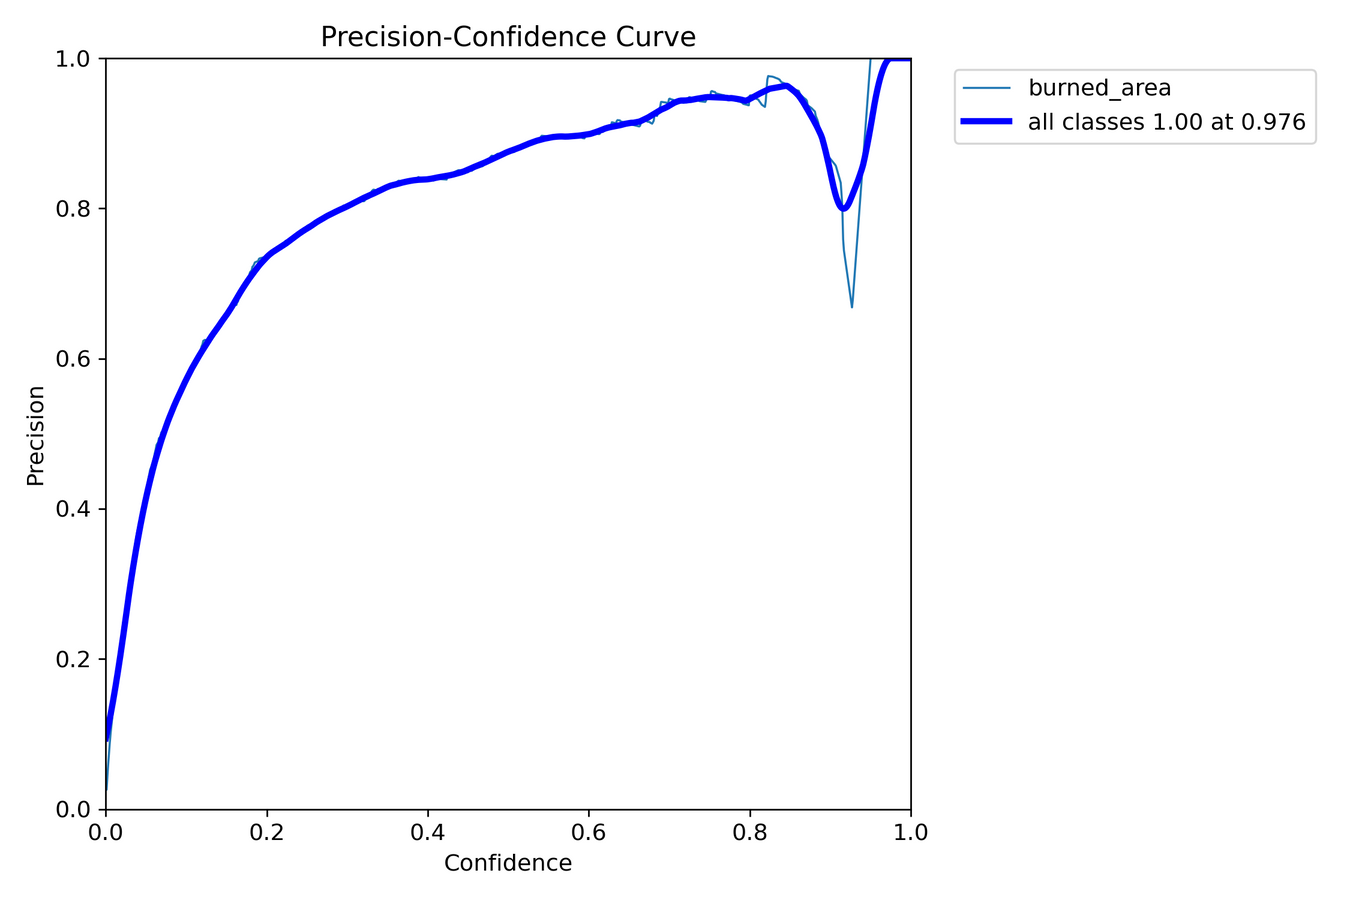 Precision-Confidence Curve
1.0
0.8
0.6
0.4
0.2
0.0
Precision
0.0 0.2 0.4 0.6 0.8 1.0
Confidence
burned_area
all classes 1.00 at 0.976